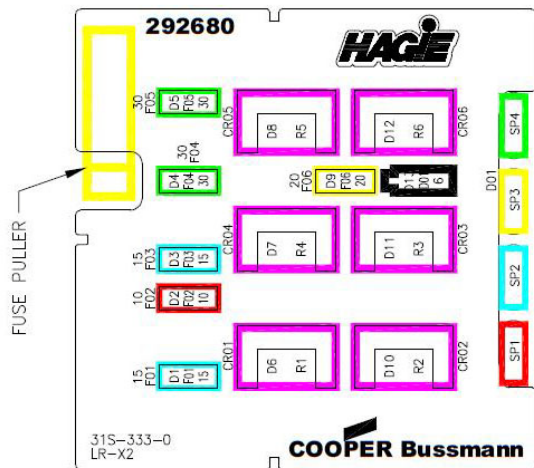 292680
HAGIE
30
F05
D5
F05
30
CR05
D8
R5
D12
R6
CR06
SP4
30
F04
D4
F04
30
20
F06
D9
F06
20
D01
SP3
FUSE PULLER
15
F03
D3
F03
15
CR04
D7
R4
D11
R3
CR03
SP2
10
F02
D2
F02
10
15
F01
D1
F01
15
CR01
D6
R1
D10
R2
CR02
SP1
31S-333-0
LR-X2
COOPER Bussmann